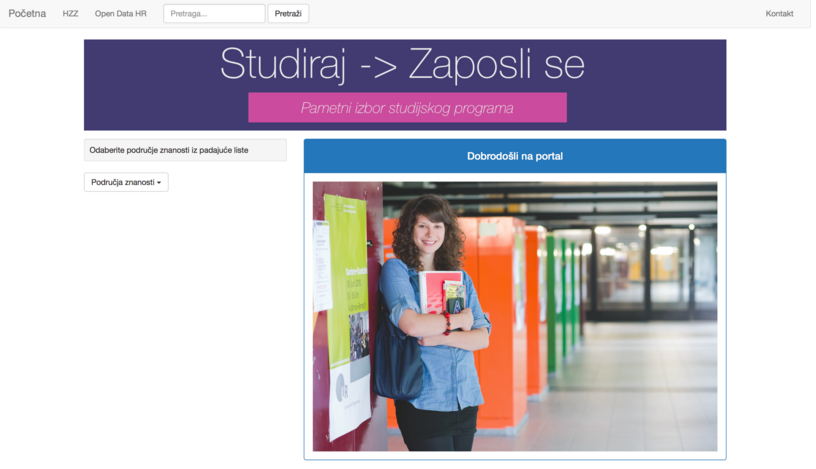 Početna HZZ Open Data HR Pretraga... Pretraži Kontakt
Studiraj -> Zaposli se
Pametni izbor studijskog programa
Odaberite područje znanosti iz padajuće liste
Dobrodošli na portal
Područja znanosti